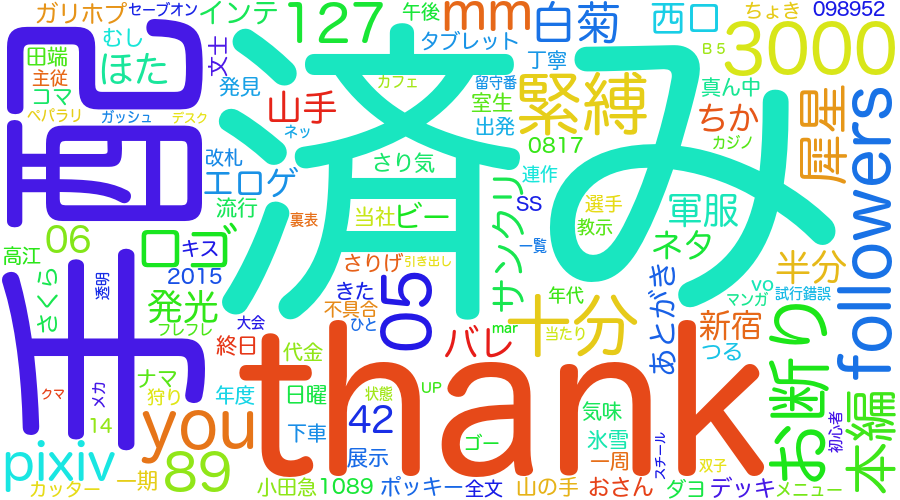 ガリホプ
セーブオン
インテ
127
午後
mm
白菊
西口
ちょき
098952
田端
むし
ほた
文士
タブレット
3000
主従
コマ
発見
山手
カフェ
留守番
丁寧
B5
真ん中
ペパラリ
ガッシュ
デスク
ネッ
室生
緊縛
ちか
犀星
配
済み
出発
0817
カジノ
改札
さり気
連作
followers
エロゲ
流行
裏表
当社
ビー
サンクリ
SS
選手
軍服
教示
06
ロゴ
キス
一覧
ネタ
高江
2015
さりげ
引き出し
半分
さくら
透明
05
きた
年代
あとがき
vo
マンガ
試行錯誤
発光
不具合
フレフレ
大会
ひと
mar
十分
当たり
新宿
お断り
車
終日
代金
バレ
つる
thank
クマ
メカ
ナマ
狩り
年度
日曜
状態
UP
14
you
下車
42
ゴー
気味
氷雪
スチール
初心者
本編
pixiv
89
展示
一周
双子
カッター
一期
小田急
1089
ポッキー
全文
山の手
おさん
ダヨ
デッキ
メニュー